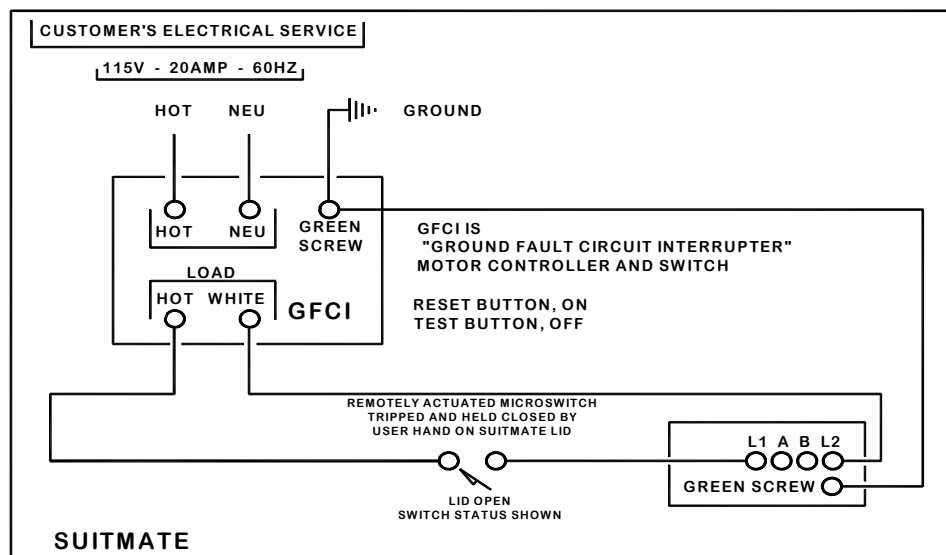 CUSTOMER'S ELECTRICAL SERVICE
115V - 20AMP - 60HZ
HOT NEU GROUND
HOT NEU GREEN
SCREW
GFCI IS
"GROUND FAULT CIRCUIT INTERRUPTER"
MOTOR CONTROLLER AND SWITCH
LOAD
HOT WHITE
GFCI
RESET BUTTON, ON
TEST BUTTON, OFF
REMOTELY ACTUATED MICROSWITCH
TRIPPED AND HELD CLOSED BY
USER HAND ON SUITMATE LID
L1 A B L2
GREEN SCREW
LID OPEN
SWITCH STATUS SHOWN
SUITMATE